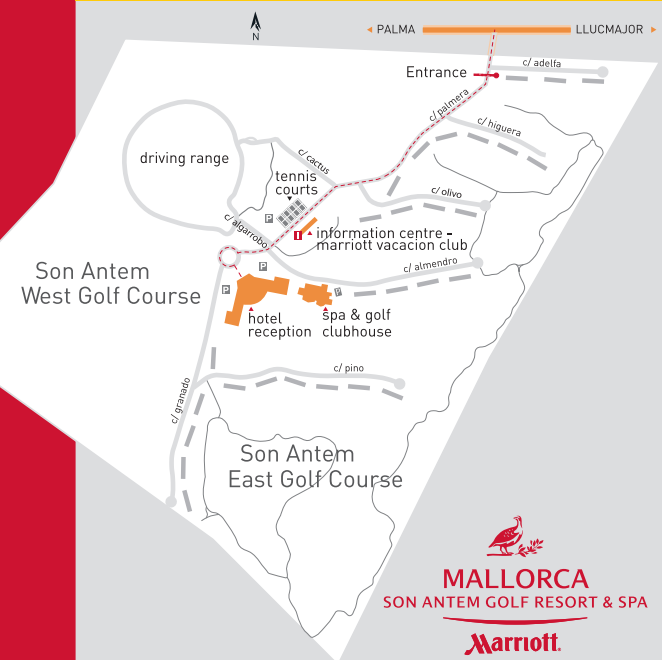 N
PALMA
LLUCMAJOR
Entrance
c/ adelfa
c/ palmera
c/ higuera
driving range
c/ cactus
tennis
courts
c/ olivo
P
c/ algarrobo
i
information centre -
marriott vacacion club
P
c/ almendro
Son Antem
West Golf Course
P
P
hotel
reception
spa & golf
clubhouse
c/ pino
c/ granado
Son Antem
East Golf Course
MALLORCA
SON ANTEM GOLF RESORT & SPA
Marriott.